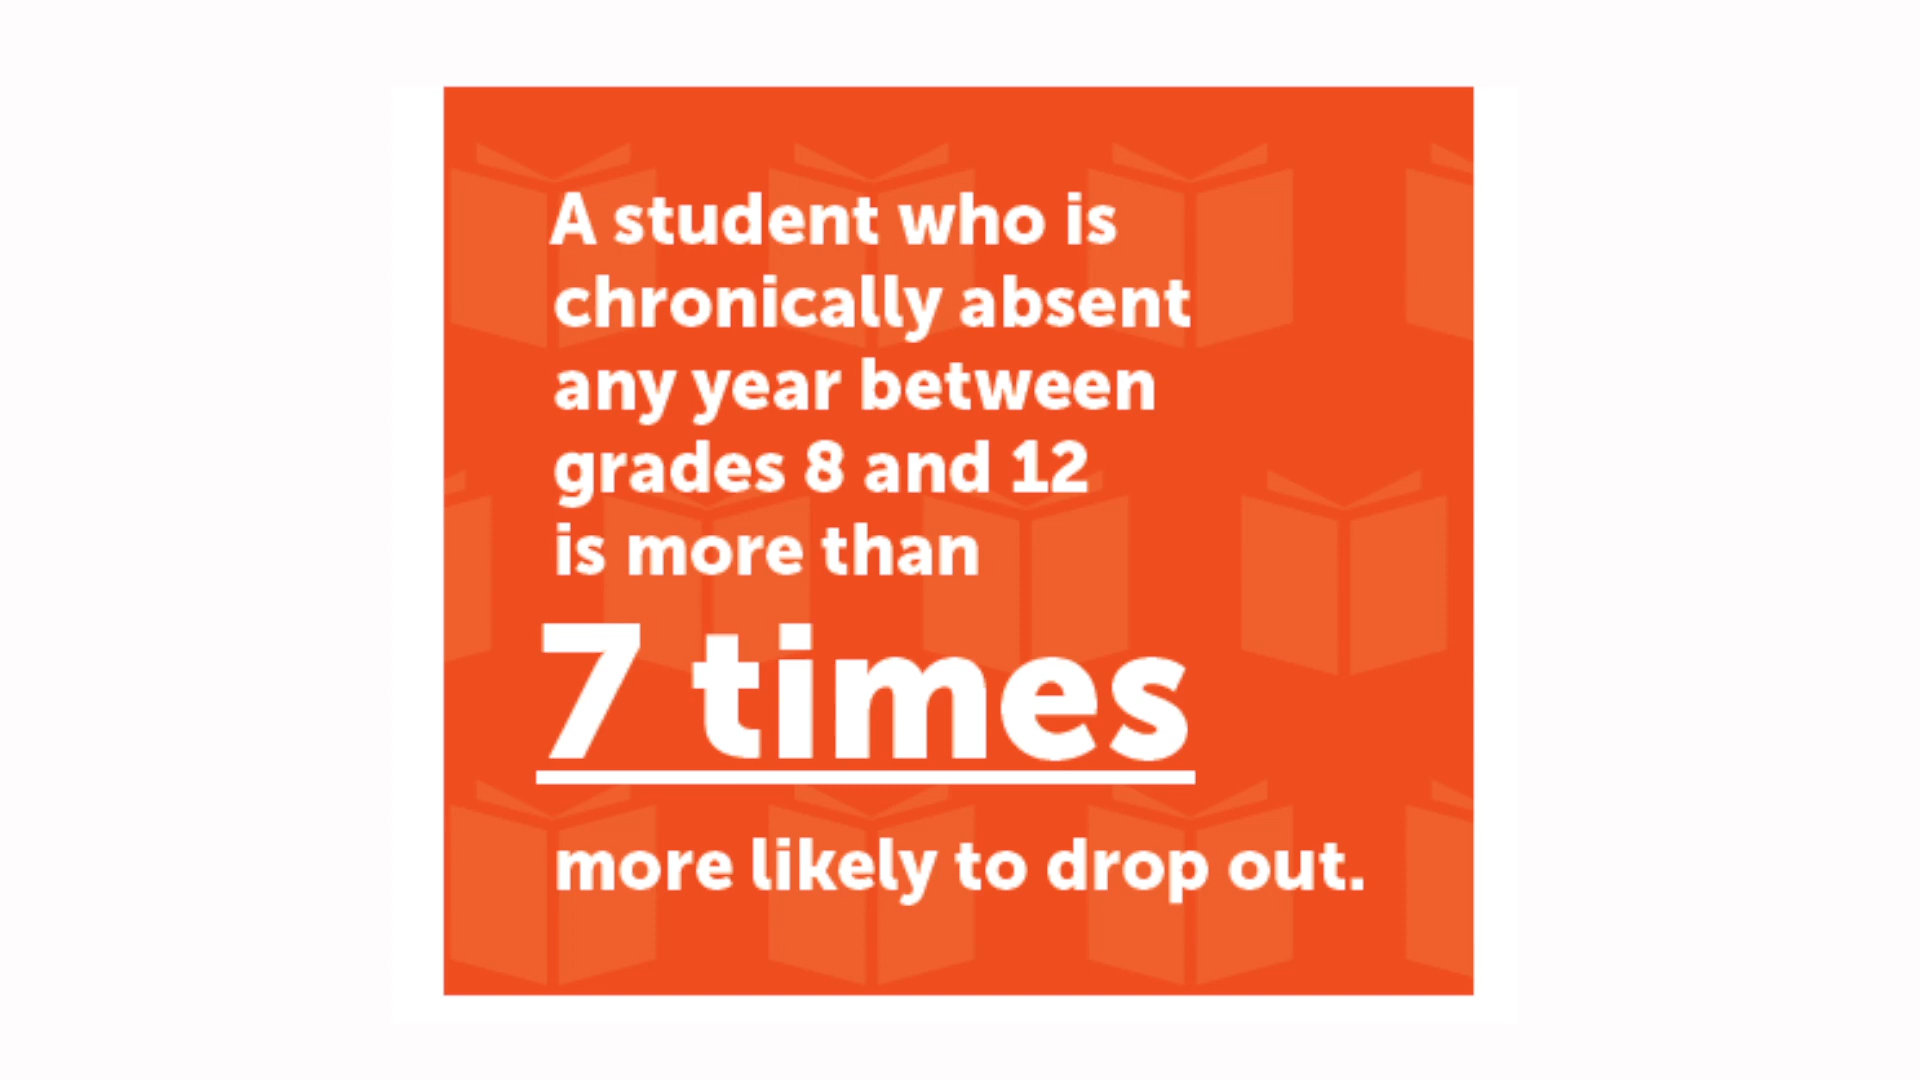 A student who is
chronically absent
any year between
grades 8 and 12
is more than
7 times
more likely to drop out.